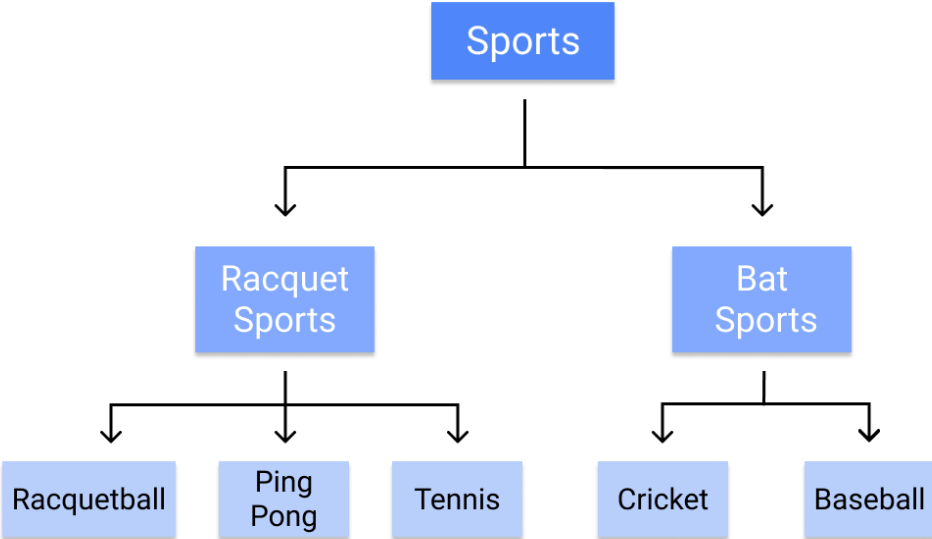 Sports
Racquet
Sports
Bat
Sports
Racquetball
Ping
Pong
Tennis
Cricket
Baseball